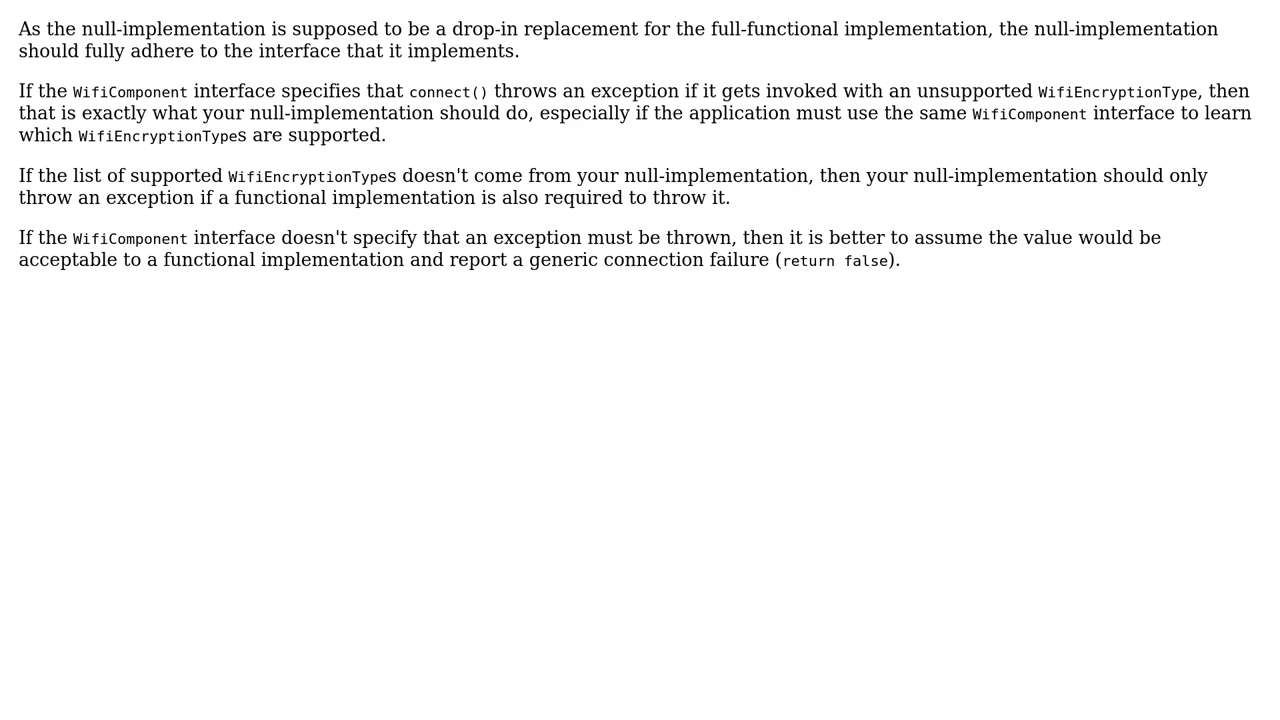 As the null-implementation is supposed to be a drop-in replacement for the full-functional implementation, the null-implementation
should fully adhere to the interface that it implements.
If the WifiComponent interface specifies that connect() throws an exception if it gets invoked with an unsupported WifiEncryptionType, then
that is exactly what your null-implementation should do, especially if the application must use the same WifiComponent interface to learn
which WifiEncryptionTypes are supported.
If the list of supported WifiEncryptionTypes doesn't come from your null-implementation, then your null-implementation should only
throw an exception if a functional implementation is also required to throw it.
If the WifiComponent interface doesn't specify that an exception must be thrown, then it is better to assume the value would be
acceptable to a functional implementation and report a generic connection failure (return false).